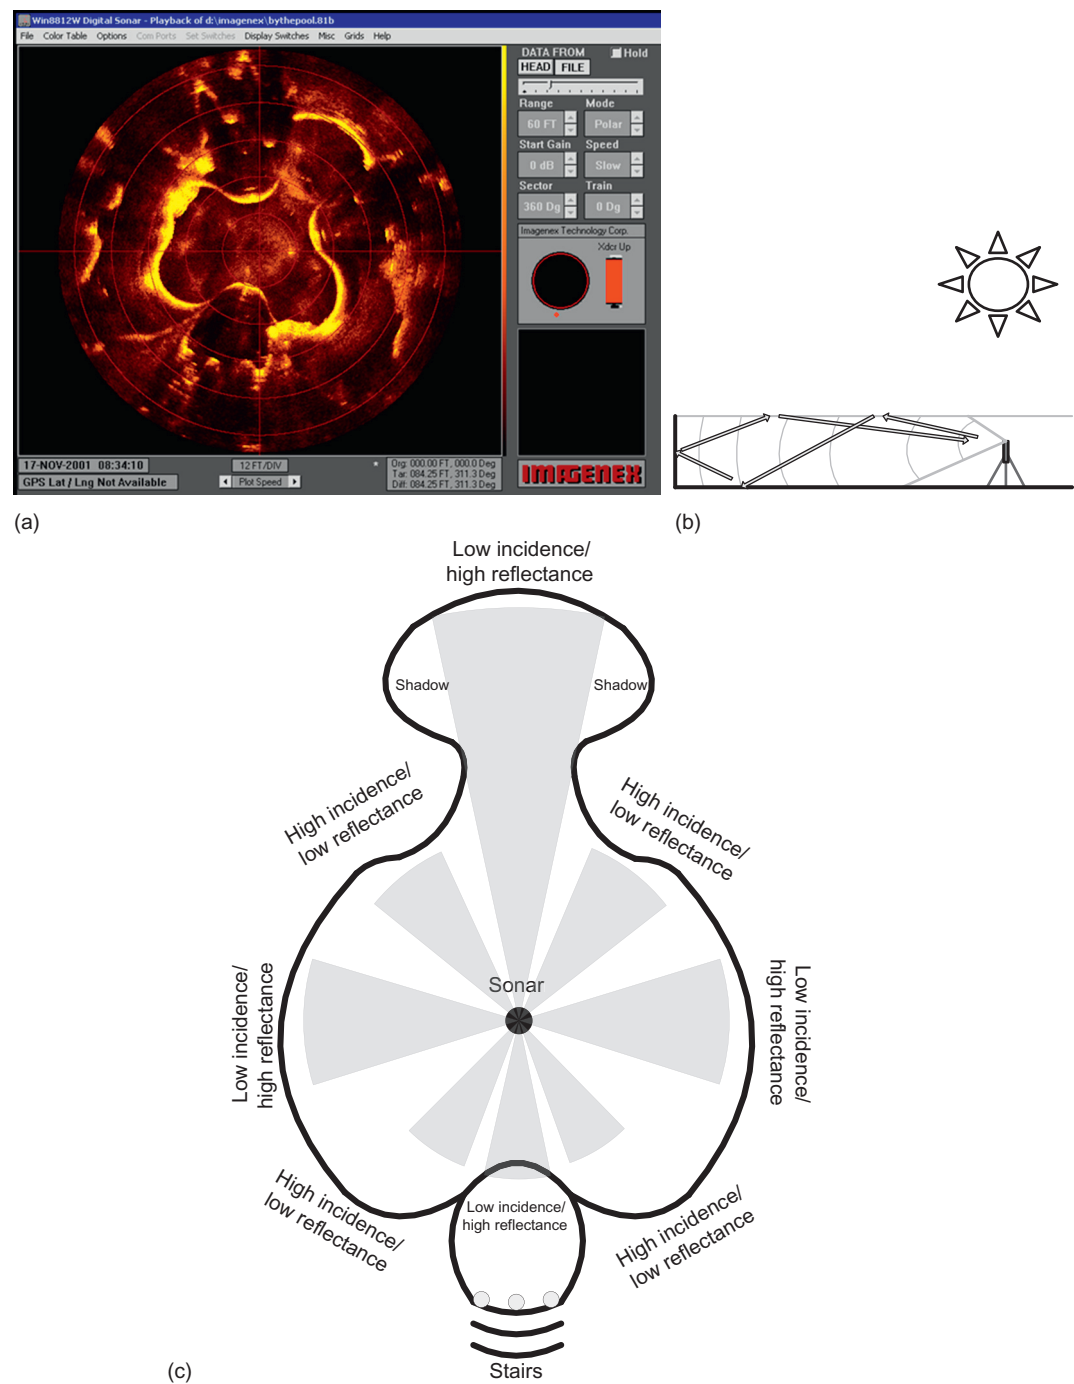 Win8812W Digital Sonar - Playback of d:\imagenex\bythepool.81b
File Color Table Options Com Ports Set Switches Display Switches Misc Grids Help
DATA FROM Hold
HEAD FILE
Range Mode
60 FT Polar
Start Gain Speed
0 dB Slow
Sector Train
360 Dg 0 Dg
Imagenex Technology Corp.
Xdcr Up
17-NOV-2001 08:34:10
GPS Lat / Lng Not Available
12 FT/DIV
Plot Speed
Org: 000.00 FT, 000.0 Deg
Tar: 084.25 FT, 311.3 Deg
Diff: 084.25 FT, 311.3 Deg
IMAGENEX
(a)
(b)
Low incidence/
high reflectance
Shadow
Shadow
High incidence/
low reflectance
High incidence/
low reflectance
Sonar
Low incidence/
high reflectance
Low incidence/
high reflectance
Low incidence/
high reflectance
High incidence/
low reflectance
High incidence/
low reflectance
Stairs
(c)